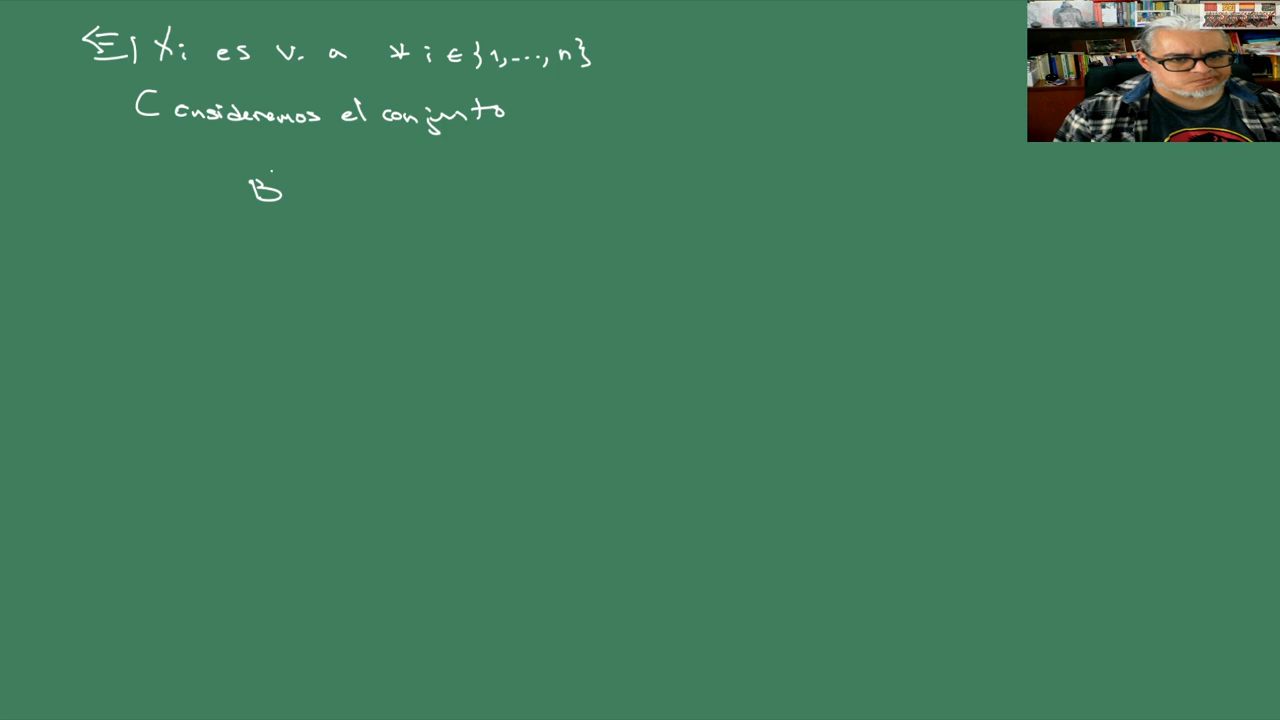 ⇐| Xi es v. a ∀ i ∈ {1,...,n}
Consideremos el conjunto
B